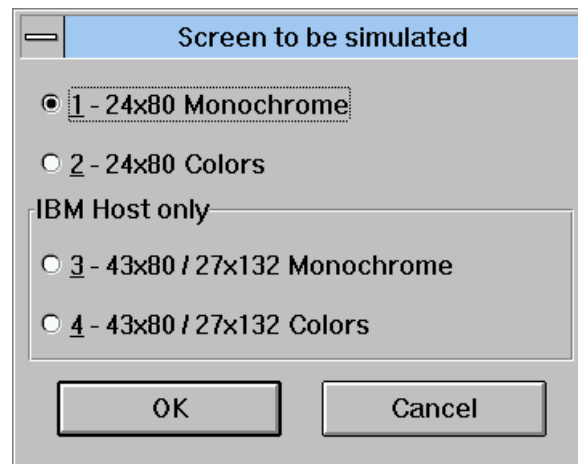 Screen to be simulated
1 - 24x80 Monochrome
2 - 24x80 Colors
IBM Host only
3 - 43x80 / 27x132 Monochrome
4 - 43x80 / 27x132 Colors
OK Cancel